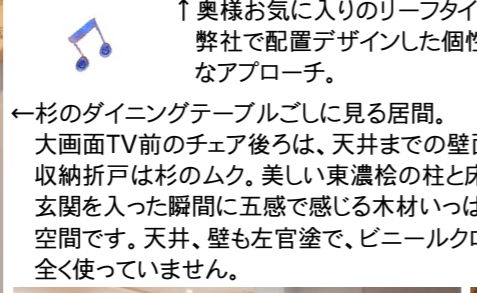 ↑奥様お気に入りのリーフタイ
弊社で配置デザインした個性
なアプローチ。
←杉のダイニングテーブルごしに見る居間。
大画面TV前のチェア後ろは、天井までの壁面
収納折戸は杉のムク。美しい東濃桧の柱と床
玄関を入った瞬間に五感で感じる木材いっぱ
空間です。天井、壁も左官塗で、ビニールクロ
全く使っていません。